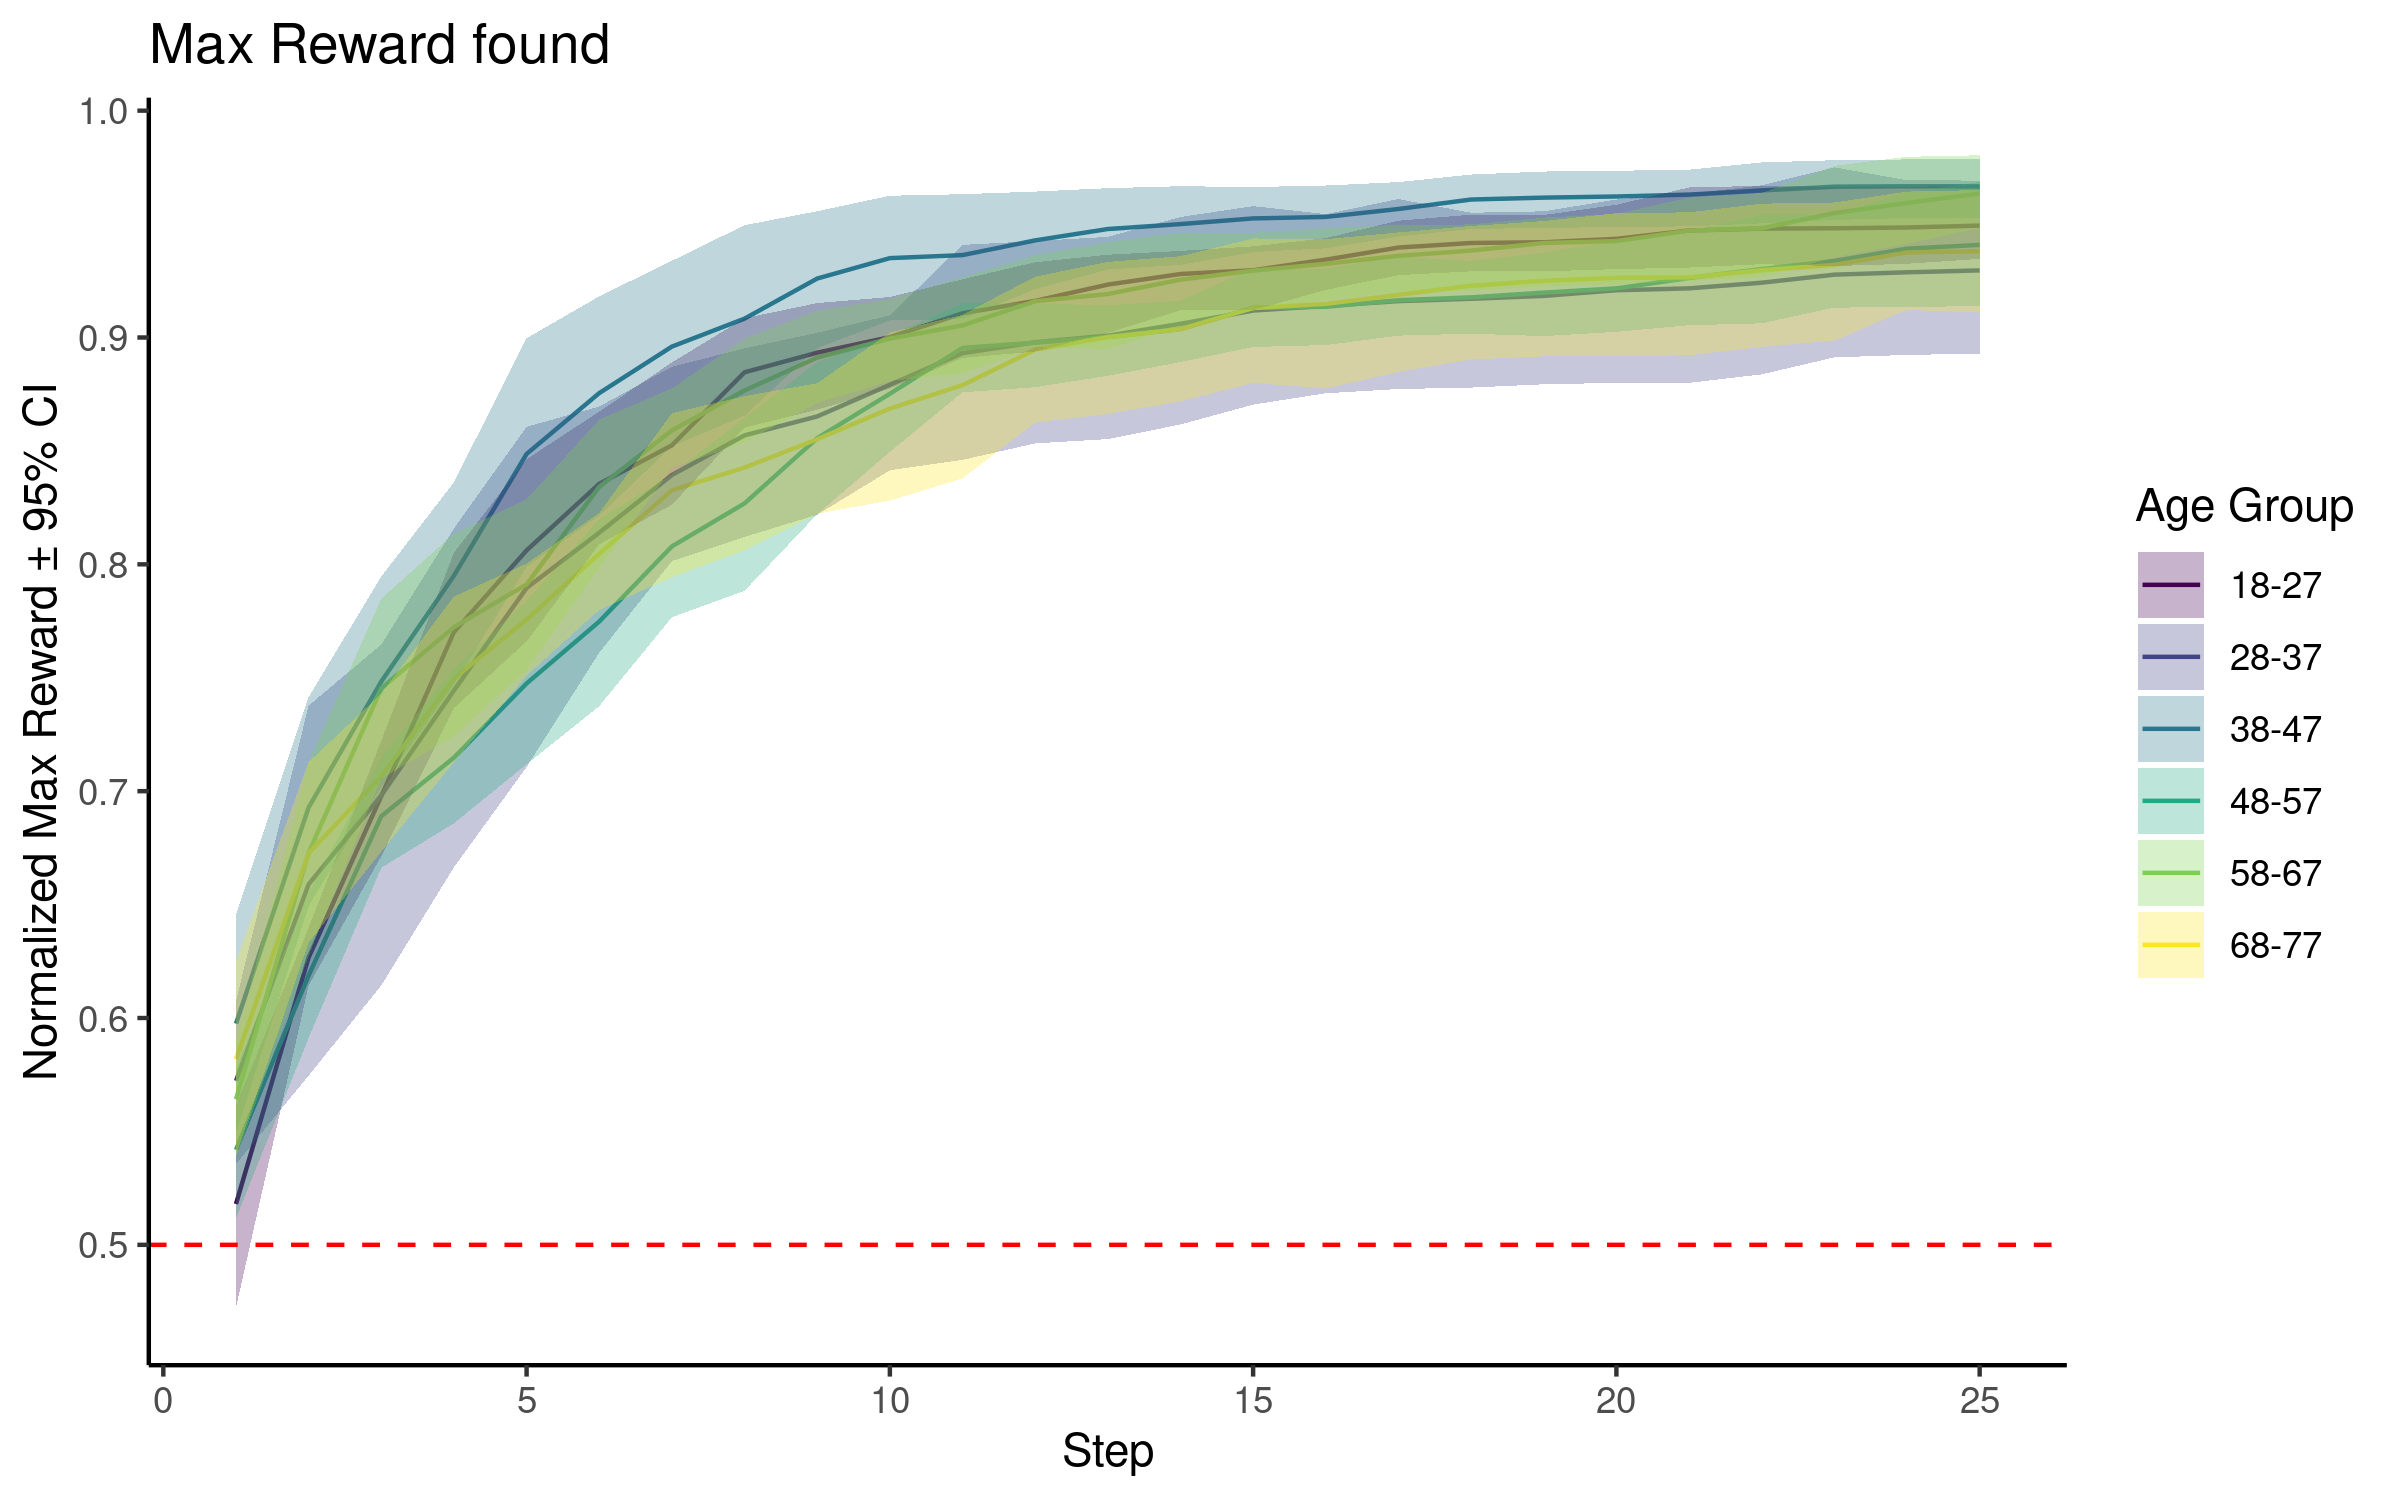 Max Reward found
Normalized Max Reward ± 95% CI
1.0
0.9
0.8
0.7
0.6
0.5
0 5 10 15 20 25
Step
Age Group
18-27
28-37
38-47
48-57
58-67
68-77